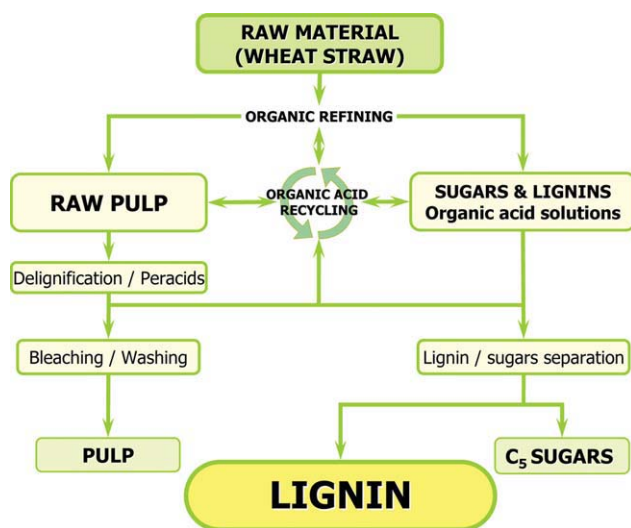 RAW MATERIAL
(WHEAT STRAW)
ORGANIC REFINING
RAW PULP
ORGANIC ACID
RECYCLING
SUGARS & LIGNINS
Organic acid solutions
Delignification / Peracids
Bleaching / Washing
Lignin / sugars separation
PULP
LIGNIN
C₅ SUGARS